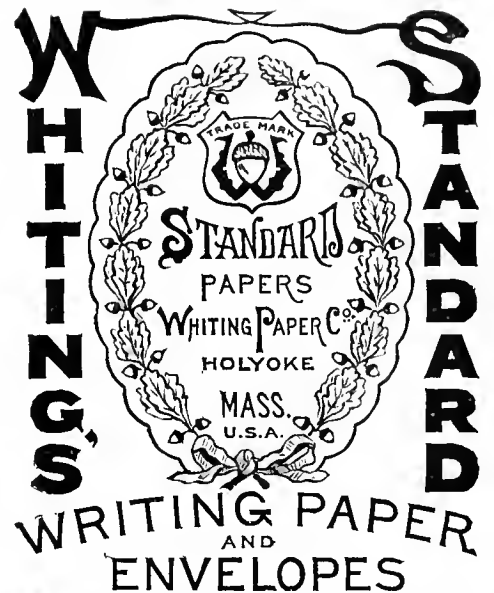 WHITING'S
STANDARD
TRADE MARK
W
STANDARD
PAPERS
WHITING PAPER Co.
HOLYOKE
MASS.
U.S.A.
WRITING PAPER
AND
ENVELOPES